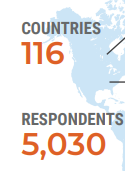 COUNTRIES
116
RESPONDENTS
5,030